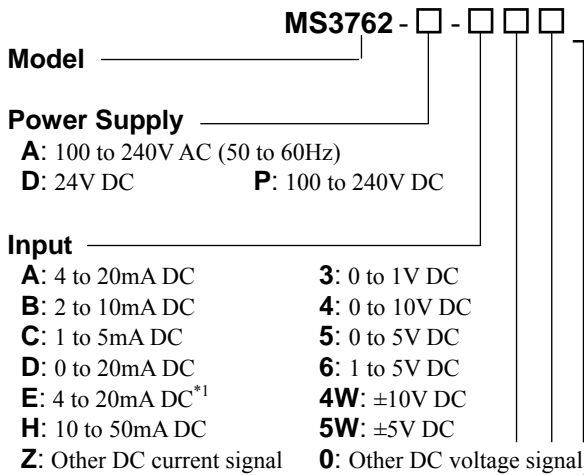 MS3762 - □ - □ □ □
Model
Power Supply
A: 100 to 240V AC (50 to 60Hz)
D: 24V DC P: 100 to 240V DC
Input
A: 4 to 20mA DC 3: 0 to 1V DC
B: 2 to 10mA DC 4: 0 to 10V DC
C: 1 to 5mA DC 5: 0 to 5V DC
D: 0 to 20mA DC 6: 1 to 5V DC
E: 4 to 20mA DC*1 4W: ±10V DC
H: 10 to 50mA DC 5W: ±5V DC
Z: Other DC current signal 0: Other DC voltage signal